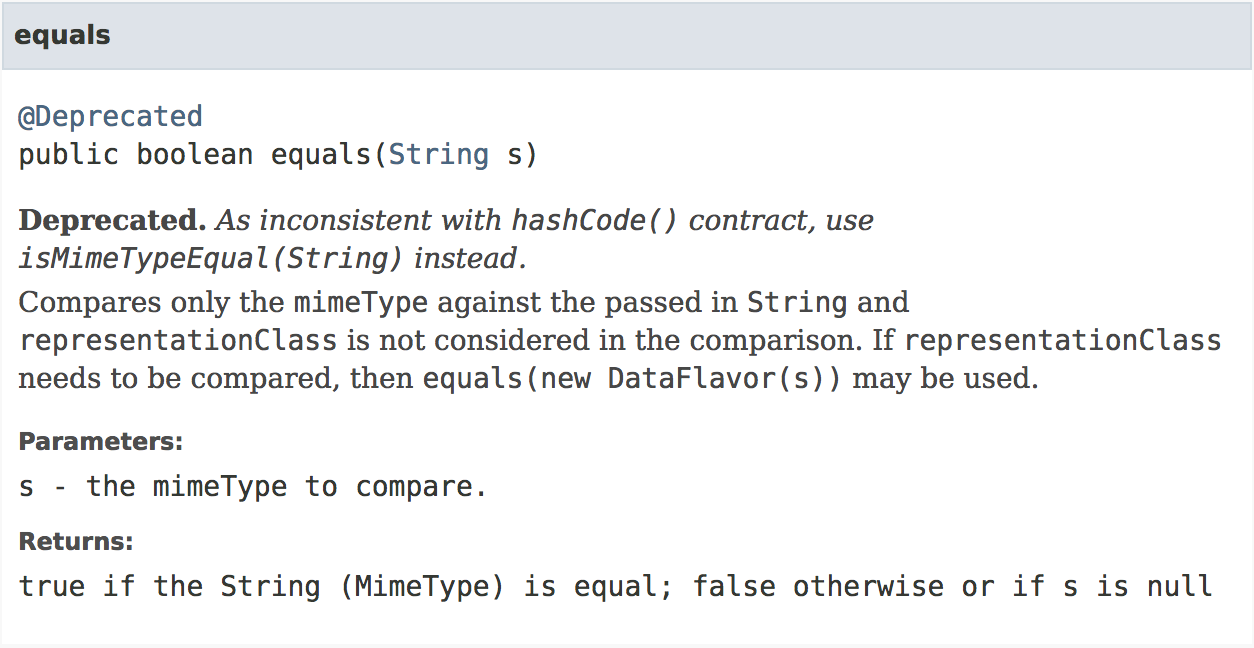 equals
@Deprecated
public boolean equals(String s)
Deprecated. As inconsistent with hashCode() contract, use
isMimeTypeEqual(String) instead.
Compares only the mimeType against the passed in String and
representationClass is not considered in the comparison. If representationClass
needs to be compared, then equals(new DataFlavor(s)) may be used.
Parameters:
s - the mimeType to compare.
Returns:
true if the String (MimeType) is equal; false otherwise or if s is null